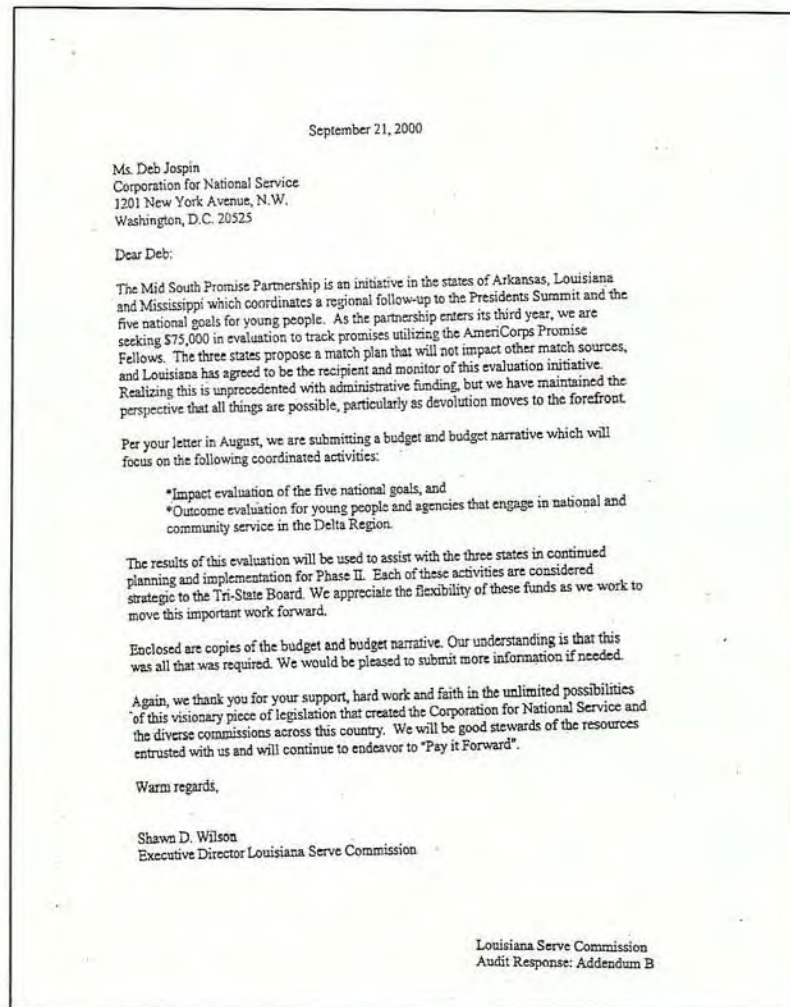 September 21, 2000
Ms. Deb Jospin
Corporation for National Service
1201 New York Avenue, N.W.
Washington, D.C. 20525
Dear Deb:
The Mid South Promise Partnership is an initiative in the states of Arkansas, Louisiana
and Mississippi which coordinates a regional follow-up to the Presidents Summit and the
five national goals for young people. As the partnership enters its third year, we are
seeking $75,000 in evaluation to track promises utilizing the AmeriCorps Promise
Fellows. The three states propose a match plan that will not impact other match sources,
and Louisiana has agreed to be the recipient and monitor of this evaluation initiative.
Realizing this is unprecedented with administrative funding, but we have maintained the
perspective that all things are possible, particularly as devolution moves to the forefront.
Per your letter in August, we are submitting a budget and budget narrative which will
focus on the following coordinated activities:
*Impact evaluation of the five national goals, and
*Outcome evaluation for young people and agencies that engage in national and
community service in the Delta Region.
The results of this evaluation will be used to assist with the three states in continued
planning and implementation for Phase II. Each of these activities are considered
strategic to the Tri-State Board. We appreciate the flexibility of these funds as we work to
move this important work forward.
Enclosed are copies of the budget and budget narrative. Our understanding is that this
was all that was required. We would be pleased to submit more information if needed.
Again, we thank you for your support, hard work and faith in the unlimited possibilities
of this visionary piece of legislation that created the Corporation for National Service and
the diverse commissions across this country. We will be good stewards of the resources
entrusted with us and will continue to endeavor to "Pay it Forward".
Warm regards,
Shawn D. Wilson
Executive Director Louisiana Serve Commission
Louisiana Serve Commission
Audit Response: Addendum B